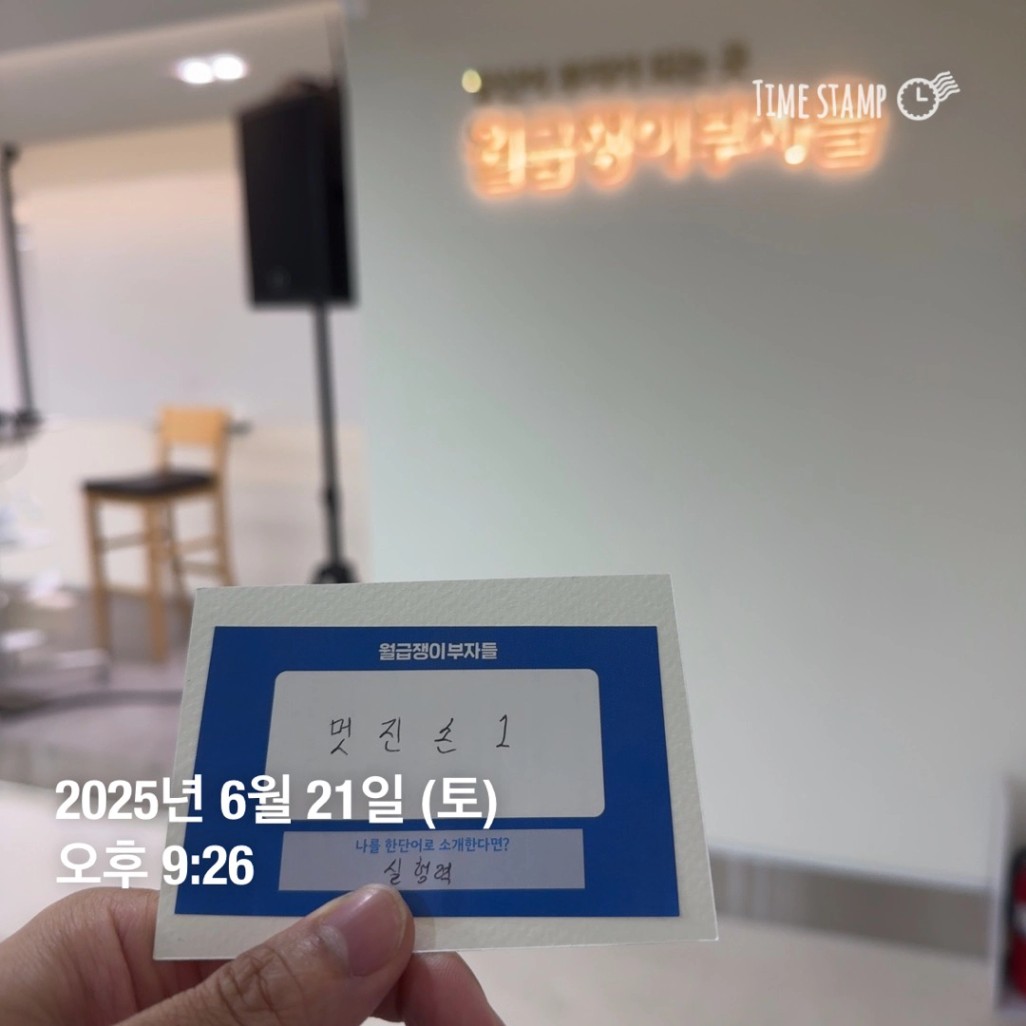 TIME STAMP
월급쟁이부자들
월급쟁이부자들
멋진손1
2025년 6월 21일 (토)
오후 9:26
나를 한단어로 소개한다면?
실행력